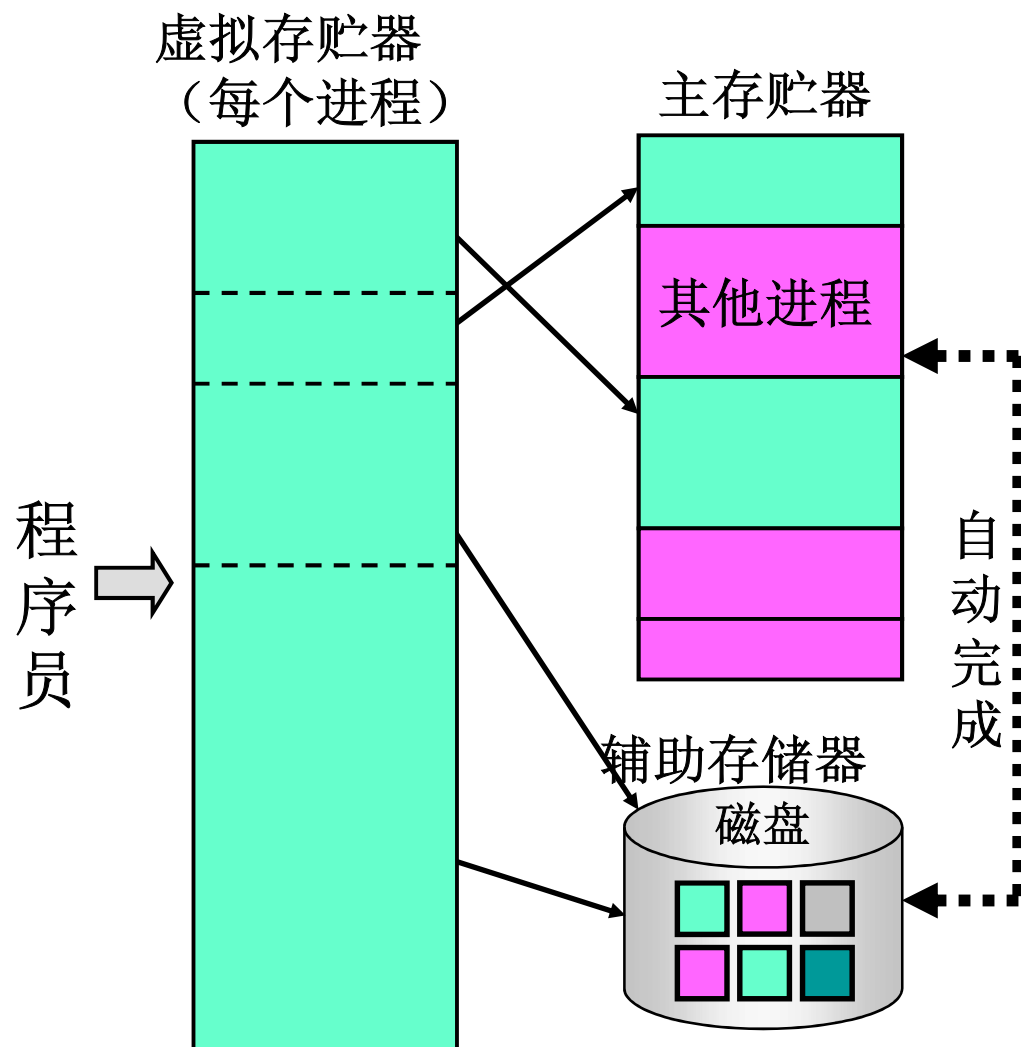 虚拟存贮器
（每个进程）
主存贮器
其他进程
程序员
自动完成
辅助存储器
磁盘